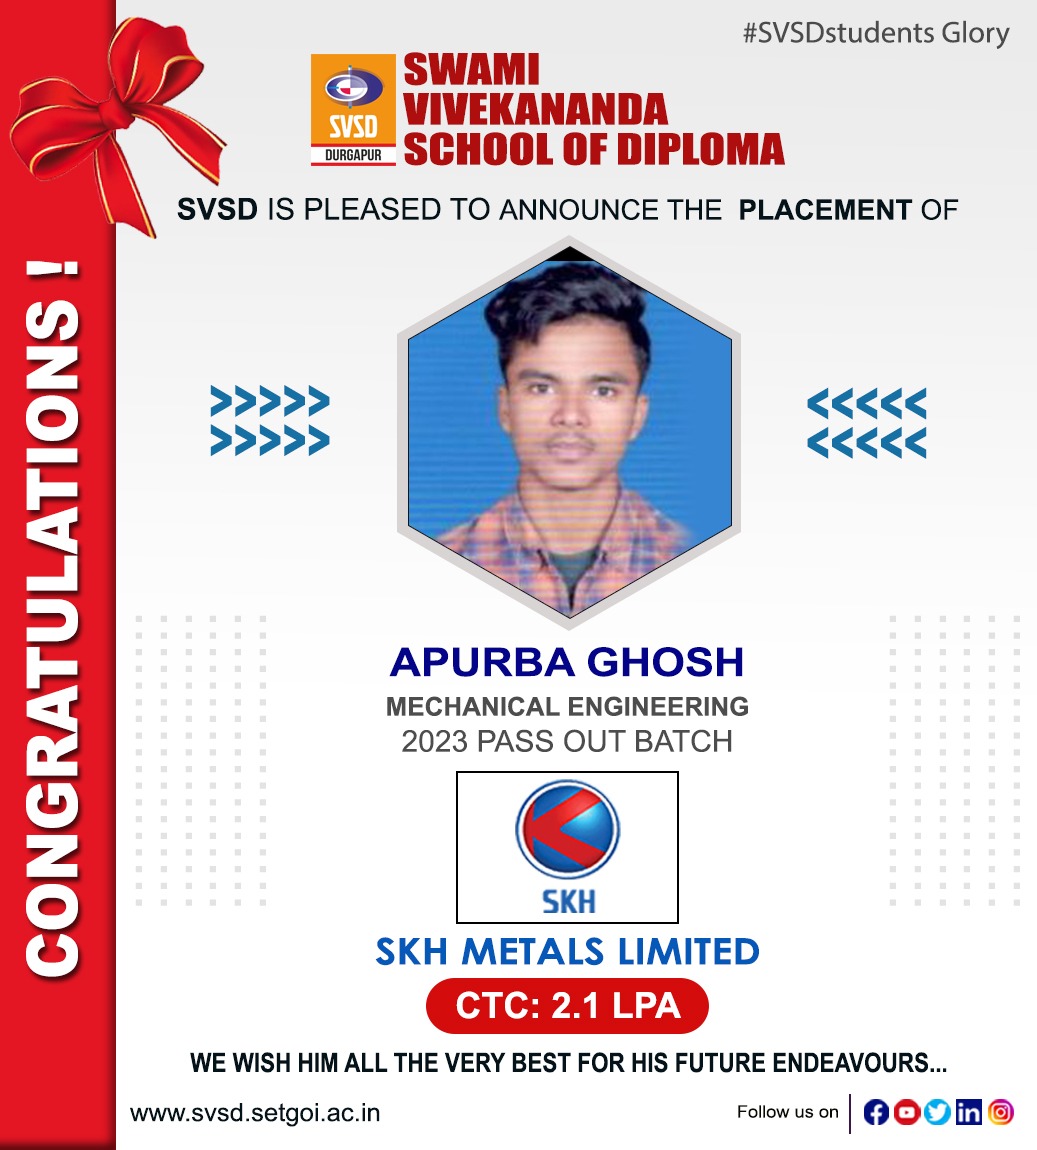 #SVSDstudents Glory
SVSD
DURGAPUR
SWAMI
VIVEKANANDA
SCHOOL OF DIPLOMA
SVSD IS PLEASED TO ANNOUNCE THE PLACEMENT OF
CONGRATULATIONS !
>>>>> <<<<<
>>>>> <<<<<
APURBA GHOSH
MECHANICAL ENGINEERING
2023 PASS OUT BATCH
SKH
SKH METALS LIMITED
CTC: 2.1 LPA
WE WISH HIM ALL THE VERY BEST FOR HIS FUTURE ENDEAVOURS...
www.svsd.setgoi.ac.in
Follow us on